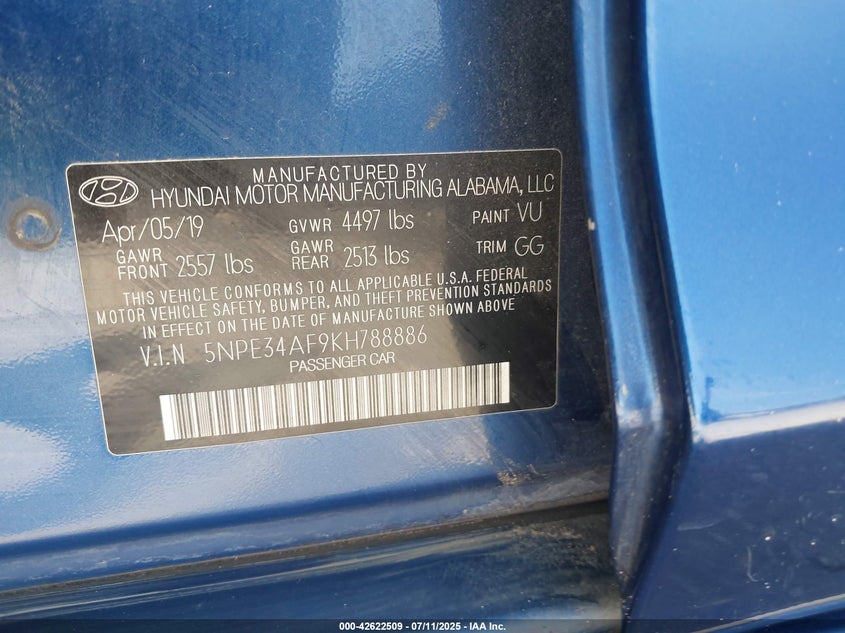 MANUFACTURED BY
HYUNDAI MOTOR MANUFACTURING ALABAMA, LLC
Apr/05/19 GVWR 4497 lbs PAINT VU
GAWR FRONT 2557 lbs GAWR REAR 2513 lbs TRIM GG
THIS VEHICLE CONFORMS TO ALL APPLICABLE U.S.A. FEDERAL
MOTOR VEHICLE SAFETY, BUMPER, AND THEFT PREVENTION STANDARDS
IN EFFECT ON THE DATE OF MANUFACTURE SHOWN ABOVE
V.I.N 5NPE34AF9KH788886
PASSENGER CAR
000-42622509 - 07/11/2025 - IAA Inc.